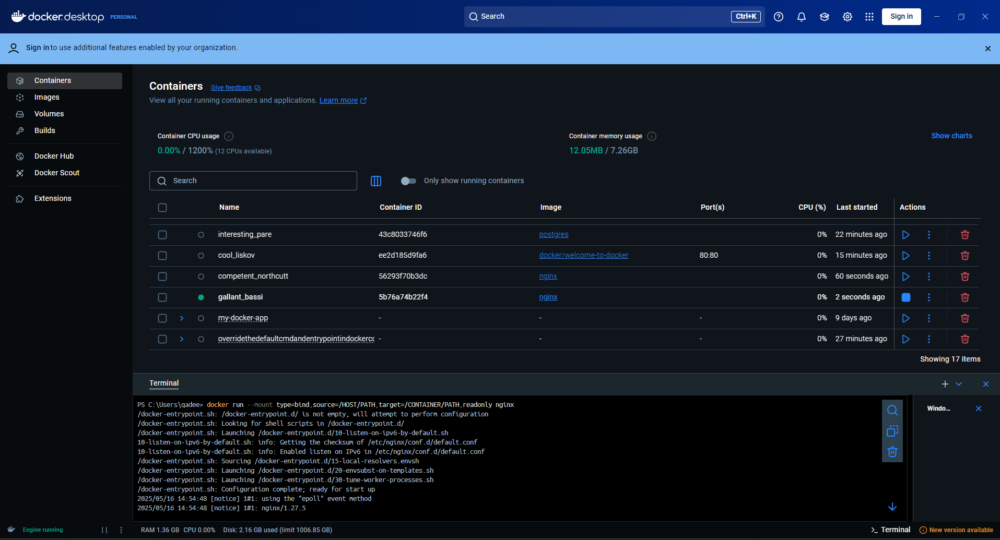 docker.desktop PERSONAL
Search Ctrl+K
Sign in
Sign in to use additional features enabled by your organization.
Containers
Images
Volumes
Builds
Docker Hub
Docker Scout
Extensions
Containers Give feedback
View all your running containers and applications. Learn more
Container CPU usage
0.00% / 1200% (12 CPUs available)
Container memory usage
12.05MB / 7.26GB
Show charts
Search
Only show running containers
Name Container ID Image Port(s) CPU (%) Last started Actions
interesting_pare 43c8033746f6 postgres 0% 22 minutes ago
cool_liskov ee2d185d9fa6 docker/welcome-to-docker 80:80 0% 15 minutes ago
competent_northcutt 56293f70b3dc nginx 0% 60 seconds ago
gallant_bassi 5b76a74b22f4 nginx 0% 2 seconds ago
my-docker-app - - - 0% 9 days ago
overridethedefaultcmdandentrypointindockercc - - - 0% 27 minutes ago
Showing 17 items
Terminal
PS C:\Users\qadee> docker run --mount type=bind,source=/HOST/PATH,target=/CONTAINER/PATH,readonly nginx
/docker-entrypoint.sh: /docker-entrypoint.d/ is not empty, will attempt to perform configuration
/docker-entrypoint.sh: Looking for shell scripts in /docker-entrypoint.d/
/docker-entrypoint.sh: Launching /docker-entrypoint.d/10-listen-on-ipv6-by-default.sh
10-listen-on-ipv6-by-default.sh: info: Getting the checksum of /etc/nginx/conf.d/default.conf
10-listen-on-ipv6-by-default.sh: info: Enabled listen on IPv6 in /etc/nginx/conf.d/default.conf
/docker-entrypoint.sh: Sourcing /docker-entrypoint.d/15-local-resolvers.envsh
/docker-entrypoint.sh: Launching /docker-entrypoint.d/20-envsubst-on-templates.sh
/docker-entrypoint.sh: Launching /docker-entrypoint.d/30-tune-worker-processes.sh
/docker-entrypoint.sh: Configuration complete; ready for start up
2025/05/16 14:54:48 [notice] 1#1: using the "epoll" event method
2025/05/16 14:54:48 [notice] 1#1: nginx/1.27.5
Windo...
Engine running
RAM 1.36 GB CPU 0.00% Disk: 2.16 GB used (limit 1006.85 GB)
>_ Terminal
New version available